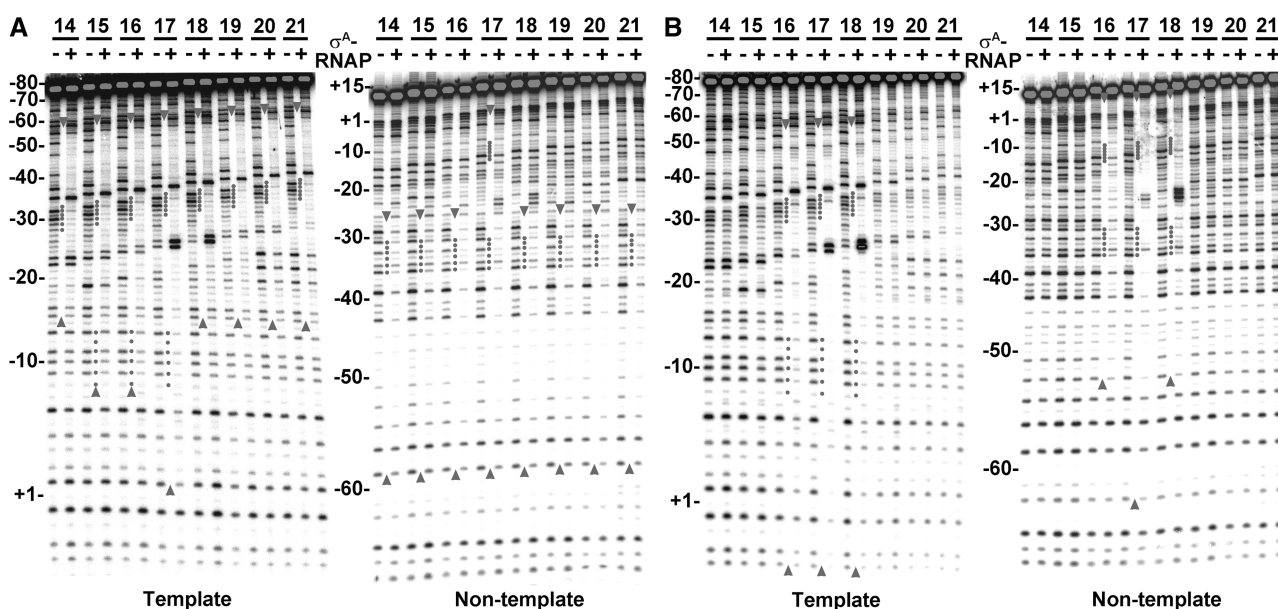 A
14 15 16 17 18 19 20 21
- + - + - + - + - + - + - + - +
-80-
-70-
-60-
-50-
-40-
-30-
-20-
-10-
+1-
Template
14 15 16 17 18 19 20 21
σA-
RNAP
- + - + - + - + - + - + - + - +
+15-
+1-
-10-
-20-
-30-
-40-
-50-
-60-
Non-template
B
14 15 16 17 18 19 20 21
- + - + - + - + - + - + - + - +
-80-
-70-
-60-
-50-
-40-
-30-
-20-
-10-
+1-
Template
14 15 16 17 18 19 20 21
σA-
RNAP
- + - + - + - + - + - + - + - +
+15-
+1-
-10-
-20-
-30-
-40-
-50-
-60-
Non-template